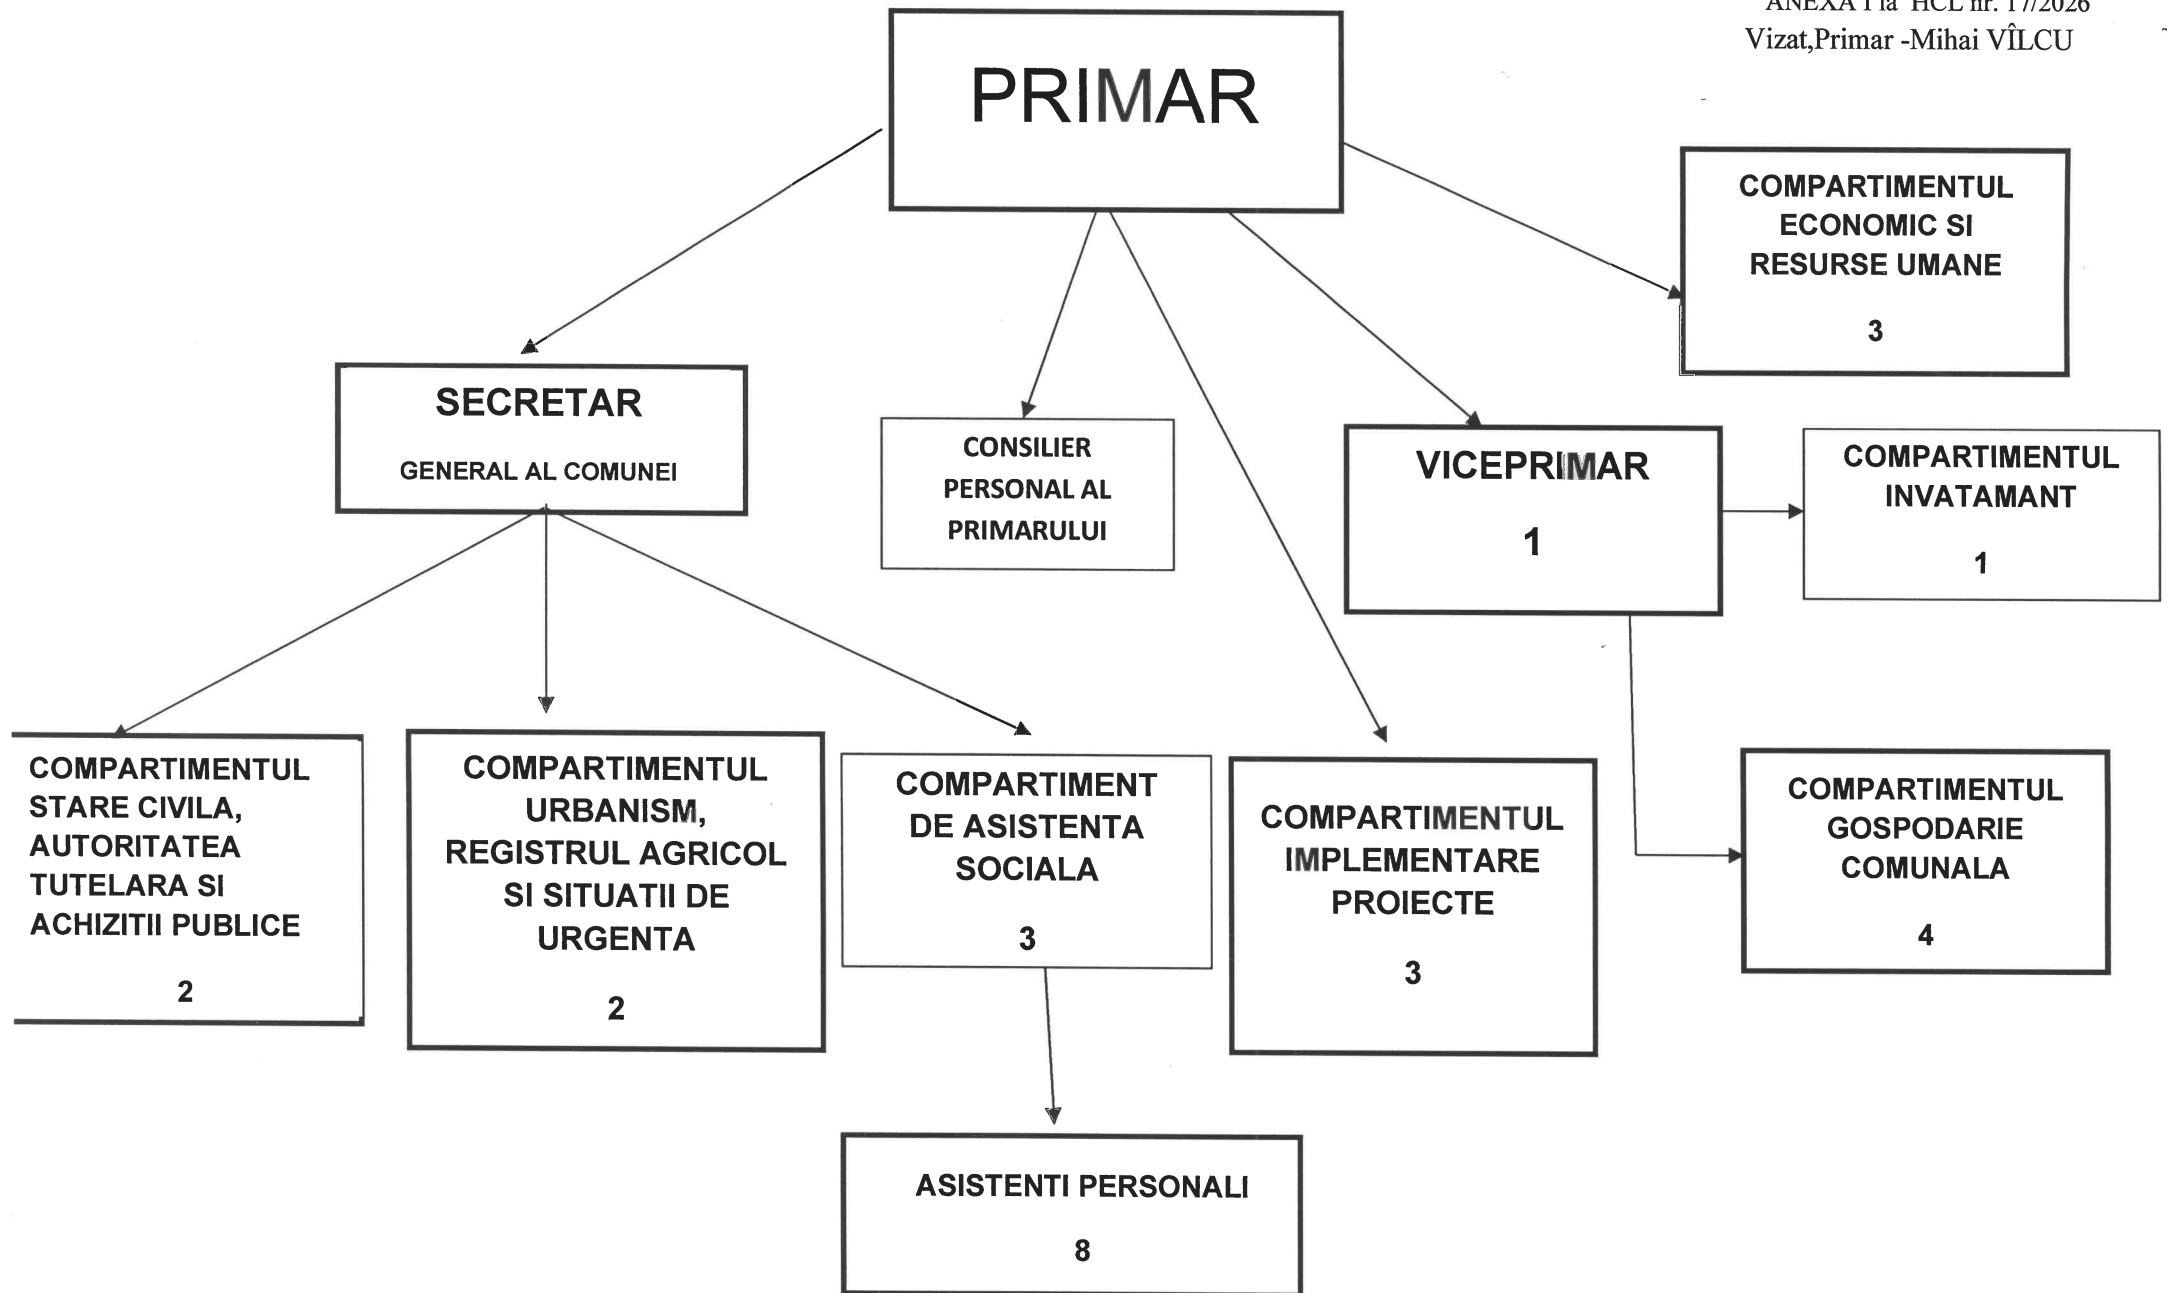 ANEXA 1 la HCL nr. 17/2026
Vizat,Primar -Mihai VÎLCU
PRIMAR
COMPARTIMENTUL
ECONOMIC SI
RESURSE UMANE
3
SECRETAR
GENERAL AL COMUNEI
CONSILIER
PERSONAL AL
PRIMARULUI
VICEPRIMAR
1
COMPARTIMENTUL
INVATAMANT
1
COMPARTIMENTUL
STARE CIVILA,
AUTORITATEA
TUTELARA SI
ACHIZITII PUBLICE
2
COMPARTIMENTUL
URBANISM,
REGISTRUL AGRICOL
SI SITUATII DE
URGENTA
2
COMPARTIMENT
DE ASISTENTA
SOCIALA
3
COMPARTIMENTUL
IMPLEMENTARE
PROIECTE
3
COMPARTIMENTUL
GOSPODARIE
COMUNALA
4
ASISTENTI PERSONALI
8